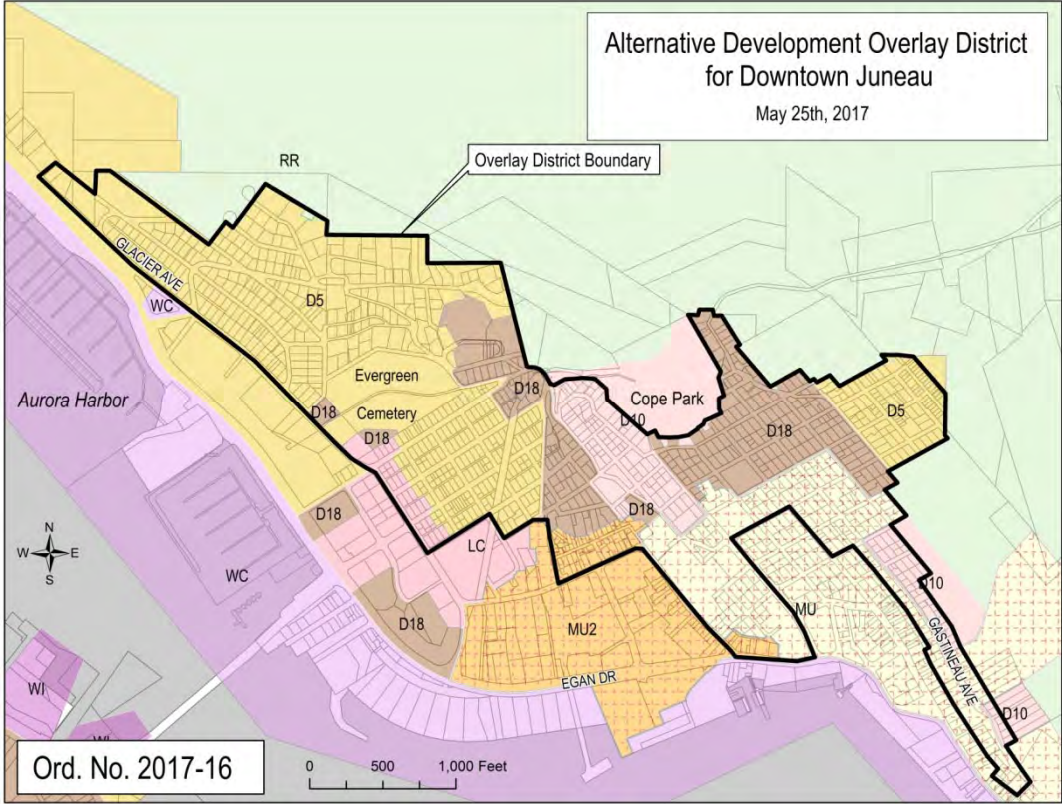 Alternative Development Overlay District
for Downtown Juneau
May 25th, 2017
RR
Overlay District Boundary
GLACIER AVE
WC
D5
Evergreen
Cemetery
Aurora Harbor
D18
D18
D18
Cope Park
D10
D18
D5
D18
D18
LC
N
W
E
S
WC
D18
MU2
MU
D10
GASTINEAU AVE
EGAN DR
WI
D10
Ord. No. 2017-16
0 500 1,000 Feet